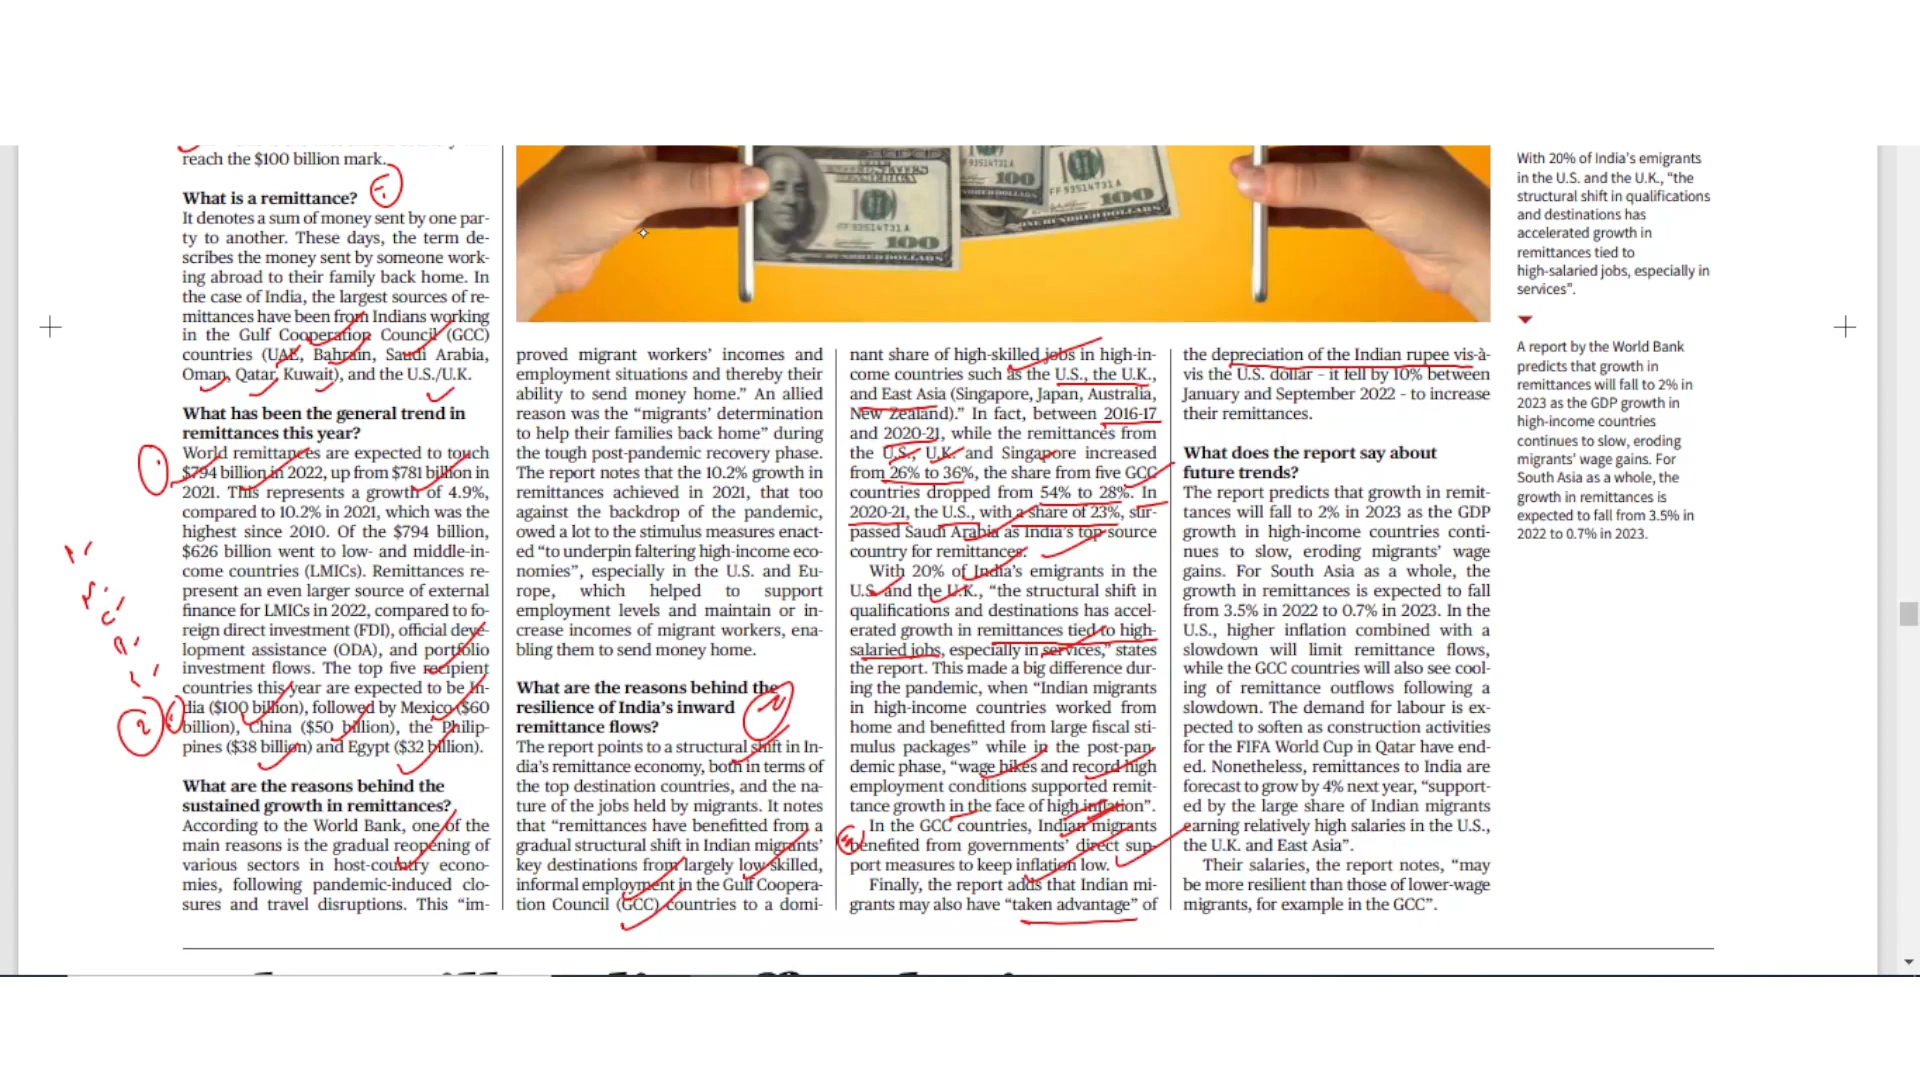 reach the $100 billion mark.
What is a remittance?
It denotes a sum of money sent by one par-
ty to another. These days, the term de-
scribes the money sent by someone work-
ing abroad to their family back home. In
the case of India, the largest sources of re-
mittances have been from Indians working
in the Gulf Cooperation Council (GCC)
countries (UAE, Bahrain, Saudi Arabia,
Oman, Qatar, Kuwait), and the U.S./U.K.
What has been the general trend in
remittances this year?
World remittances are expected to touch
$794 billion in 2022, up from $781 billion in
2021. This represents a growth of 4.9%,
compared to 10.2% in 2021, which was the
highest since 2010. Of the $794 billion,
$626 billion went to low- and middle-in-
come countries (LMICs). Remittances re-
present an even larger source of external
finance for LMICs in 2022, compared to fo-
reign direct investment (FDI), official deve-
lopment assistance (ODA), and portfolio
investment flows. The top five recipient
countries this year are expected to be In-
dia ($100 billion), followed by Mexico ($60
billion), China ($50 billion), the Philip-
pines ($38 billion) and Egypt ($32 billion).
What are the reasons behind the
sustained growth in remittances?
According to the World Bank, one of the
main reasons is the gradual reopening of
various sectors in host-country econo-
mies, following pandemic-induced clo-
sures and travel disruptions. This “im-
100
FF 93514731 A
100
100
proved migrant workers’ incomes and
employment situations and thereby their
ability to send money home.” An allied
reason was the “migrants’ determination
to help their families back home” during
the tough post-pandemic recovery phase.
The report notes that the 10.2% growth in
remittances achieved in 2021, that too
against the backdrop of the pandemic,
owed a lot to the stimulus measures enact-
ed “to underpin faltering high-income eco-
nomies”, especially in the U.S. and Eu-
rope, which helped to support
employment levels and maintain or in-
crease incomes of migrant workers, ena-
bling them to send money home.
What are the reasons behind the
resilience of India’s inward
remittance flows?
The report points to a structural shift in In-
dia’s remittance economy, both in terms of
the top destination countries, and the na-
ture of the jobs held by migrants. It notes
that “remittances have benefitted from a
gradual structural shift in Indian migrants’
key destinations from largely low-skilled,
informal employment in the Gulf Coopera-
tion Council (GCC) countries to a domi-
nant share of high-skilled jobs in high-in-
come countries such as the U.S., the U.K.,
and East Asia (Singapore, Japan, Australia,
New Zealand).” In fact, between 2016-17
and 2020-21, while the remittances from
the U.S., U.K. and Singapore increased
from 26% to 36%, the share from five GCC
countries dropped from 54% to 28%. In
2020-21, the U.S., with a share of 23%, sur-
passed Saudi Arabia as India’s top source
country for remittances.
With 20% of India’s emigrants in the
U.S. and the U.K., “the structural shift in
qualifications and destinations has accel-
erated growth in remittances tied to high-
salaried jobs, especially in services,” states
the report. This made a big difference dur-
ing the pandemic, when “Indian migrants
in high-income countries worked from
home and benefitted from large fiscal sti-
mulus packages” while in the post-pan-
demic phase, “wage hikes and record-high
employment conditions supported remit-
tance growth in the face of high inflation”.
In the GCC countries, Indian migrants
benefited from governments’ direct sup-
port measures to keep inflation low.
Finally, the report adds that Indian mi-
grants may also have “taken advantage” of
the depreciation of the Indian rupee vis-à-
vis the U.S. dollar – it fell by 10% between
January and September 2022 – to increase
their remittances.
What does the report say about
future trends?
The report predicts that growth in remit-
tances will fall to 2% in 2023 as the GDP
growth in high-income countries conti-
nues to slow, eroding migrants’ wage
gains. For South Asia as a whole, the
growth in remittances is expected to fall
from 3.5% in 2022 to 0.7% in 2023. In the
U.S., higher inflation combined with a
slowdown will limit remittance flows,
while the GCC countries will also see cool-
ing of remittance outflows following a
slowdown. The demand for labour is ex-
pected to soften as construction activities
for the FIFA World Cup in Qatar have end-
ed. Nonetheless, remittances to India are
forecast to grow by 4% next year, “support-
ed by the large share of Indian migrants
earning relatively high salaries in the U.S.,
the U.K. and East Asia”.
Their salaries, the report notes, “may
be more resilient than those of lower-wage
migrants, for example in the GCC”.
With 20% of India’s emigrants
in the U.S. and the U.K., “the
structural shift in qualifications
and destinations has
accelerated growth in
remittances tied to
high-salaried jobs, especially in
services”.
A report by the World Bank
predicts that growth in
remittances will fall to 2% in
2023 as the GDP growth in
high-income countries
continues to slow, eroding
migrants’ wage gains. For
South Asia as a whole, the
growth in remittances is
expected to fall from 3.5% in
2022 to 0.7% in 2023.